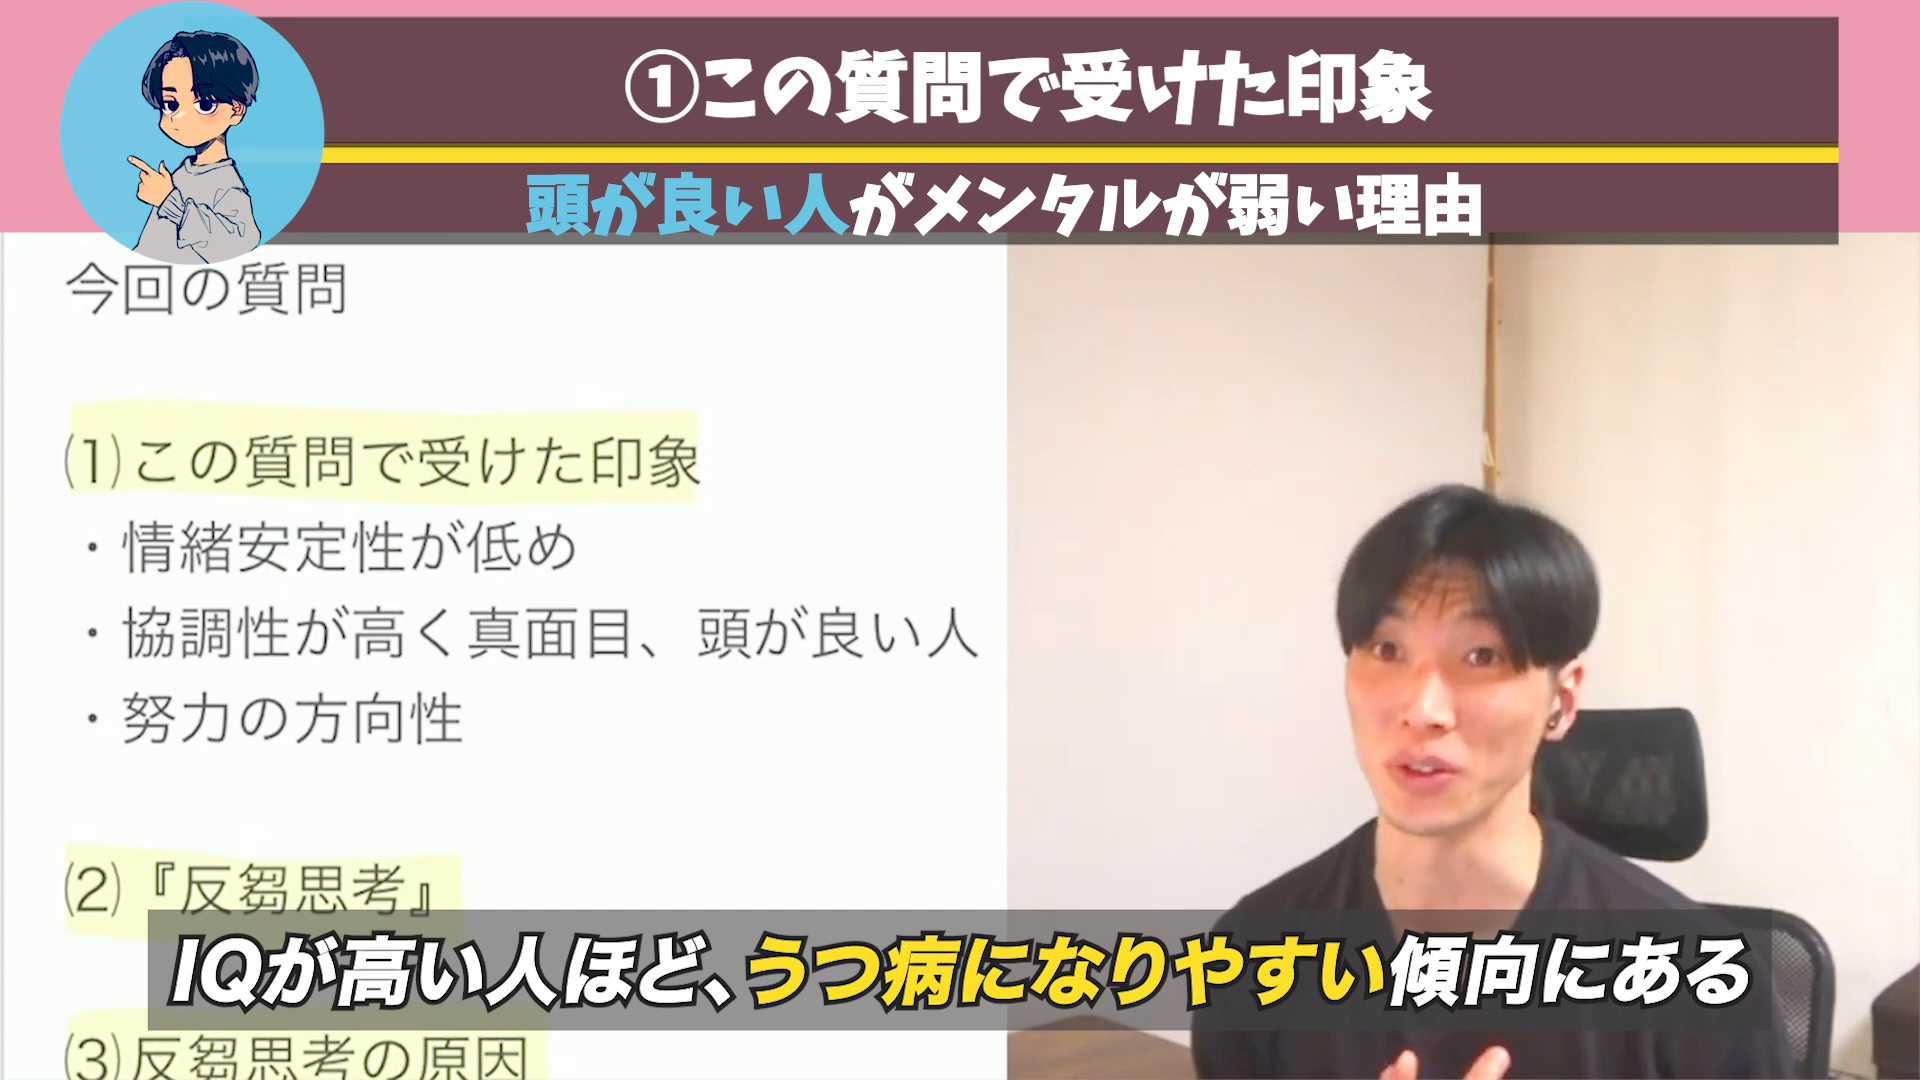 ①この質問で受けた印象
頭が良い人がメンタルが弱い理由
今回の質問
(1)この質問で受けた印象
・情緒安定性が低め
・協調性が高く真面目、頭が良い人
・努力の方向性
(2)『反芻思考』
IQが高い人ほど、うつ病になりやすい傾向にある
(3)反芻思考の原因